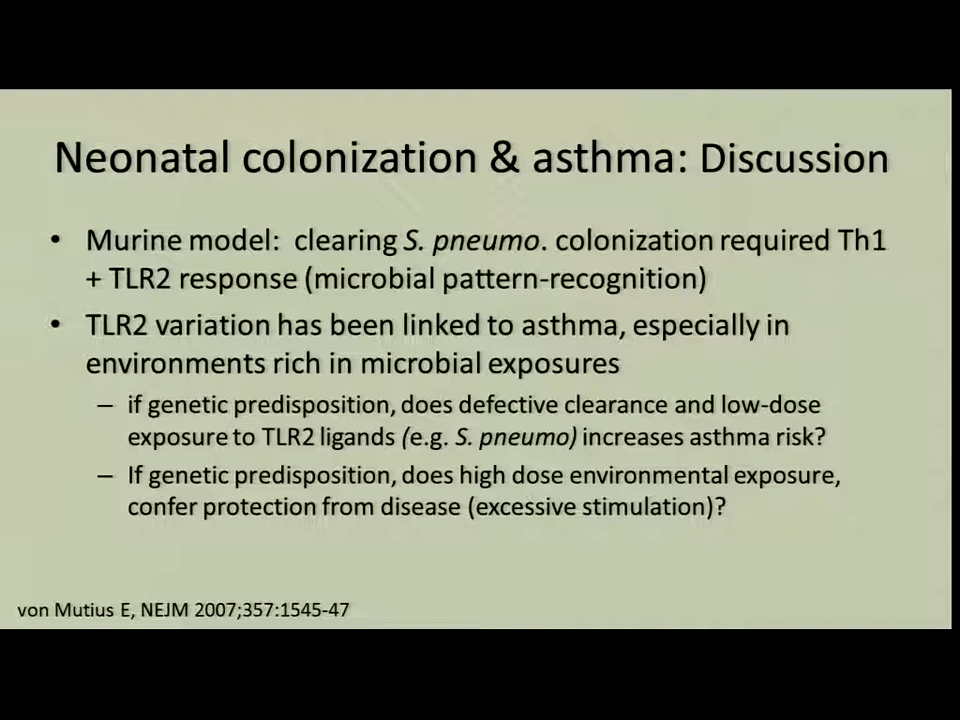 Neonatal colonization & asthma: Discussion
• Murine model: clearing S. pneumo. colonization required Th1
+ TLR2 response (microbial pattern-recognition)
• TLR2 variation has been linked to asthma, especially in
environments rich in microbial exposures
– if genetic predisposition, does defective clearance and low-dose
exposure to TLR2 ligands (e.g. S. pneumo) increases asthma risk?
– If genetic predisposition, does high dose environmental exposure,
confer protection from disease (excessive stimulation)?
von Mutius E, NEJM 2007;357:1545-47